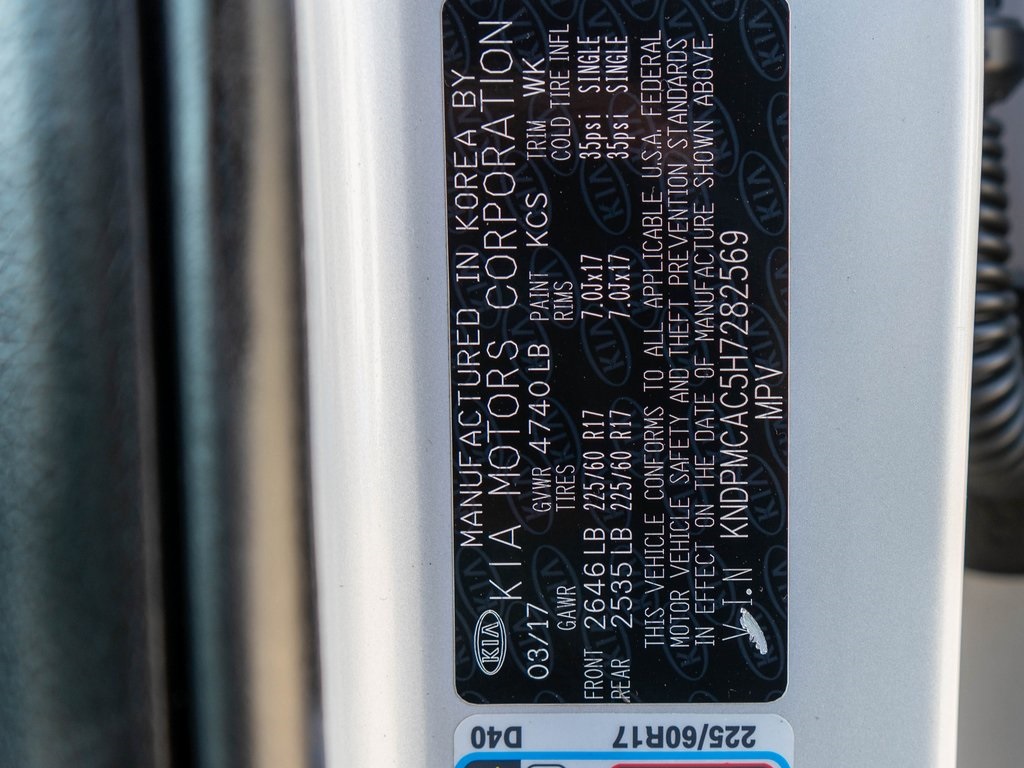 KIA MANUFACTURED IN KOREA BY
KIA MOTORS CORPORATION
03/17 GVWR 4740LB PAINT KCS TRIM WK
GAWR TIRES RIMS COLD TIRE INFL
FRONT 2646LB 225/60 R17 7.0Jx17 35psi SINGLE
REAR 2535LB 225/60 R17 7.0Jx17 35psi SINGLE
THIS VEHICLE CONFORMS TO ALL APPLICABLE U.S.A. FEDERAL
MOTOR VEHICLE SAFETY AND THEFT PREVENTION STANDARDS
IN EFFECT ON THE DATE OF MANUFACTURE SHOWN ABOVE.
V.I.N KNDPMCAC5H7282569
MPV
225/60R17 D40